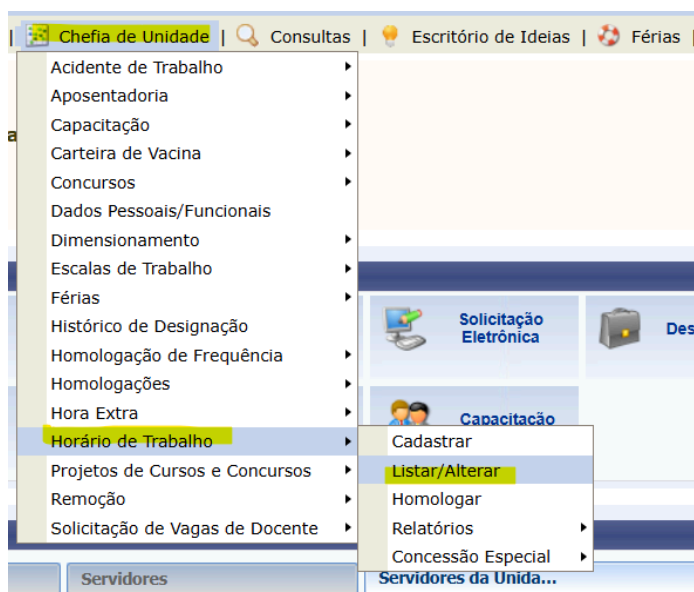 | Chefia de Unidade | Consultas | Escritório de Ideias | Férias |
Acidente de Trabalho
Aposentadoria
Capacitação
a
Carteira de Vacina
Concursos
Dados Pessoais/Funcionais
Dimensionamento
Escalas de Trabalho
Férias
Histórico de Designação
Homologação de Frequência
Homologações
Hora Extra
Horário de Trabalho
Projetos de Cursos e Concursos
Remoção
Solicitação de Vagas de Docente
Solicitação
Eletrônica
Des
Capacitação
Cadastrar
Listar/Alterar
Homologar
Relatórios
Concessão Especial
Servidores
Servidores da Unida...